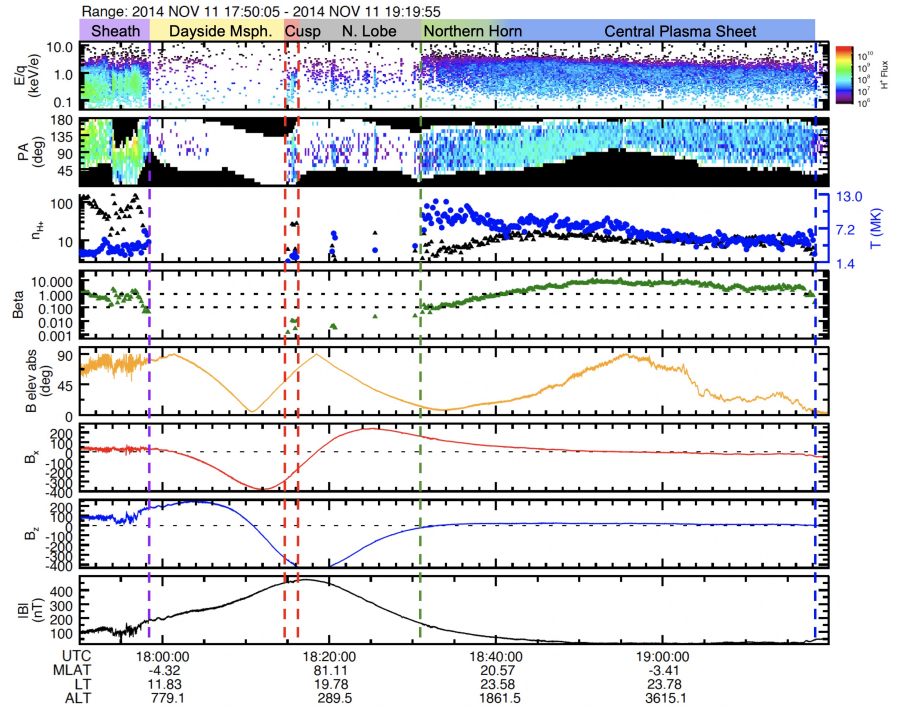 Range: 2014 NOV 11 17:50:05 - 2014 NOV 11 19:19:55
Sheath Dayside Msph. Cusp N. Lobe Northern Horn Central Plasma Sheet
10.0
1.0
0.1
E/q
(keV/e)
10¹⁰
10⁹
10⁸
10⁷
10⁶
H⁺ Flux
180
135
90
45
PA
(deg)
100
10
nH+
13.0
7.2
1.4
T (MK)
10.000
1.000
0.100
0.010
0.001
Beta
90
45
0
B elev abs
(deg)
200
100
0
-100
-200
-300
-400
Bx
200
100
0
-100
-200
-300
-400
Bz
400
300
200
100
|B|
(nT)
UTC 18:00:00 18:20:00 18:40:00 19:00:00
MLAT -4.32 81.11 20.57 -3.41
LT 11.83 19.78 23.58 23.78
ALT 779.1 289.5 1861.5 3615.1